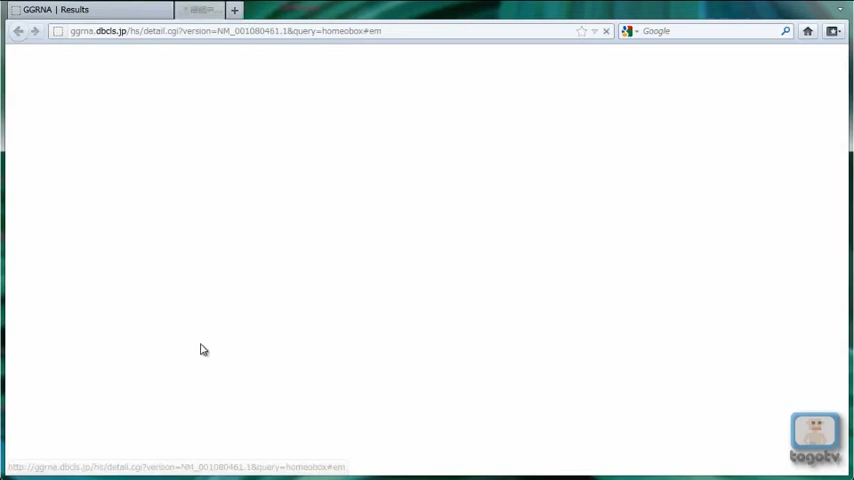 GGRNA | Results
ggrna.dbcls.jp/hs/detail.cgi?version=NM_001080461.1&query=homeobox#em
Google
http://ggrna.dbcls.jp/hs/detail.cgi?version=NM_001080461.1&query=homeobox#em
togotv